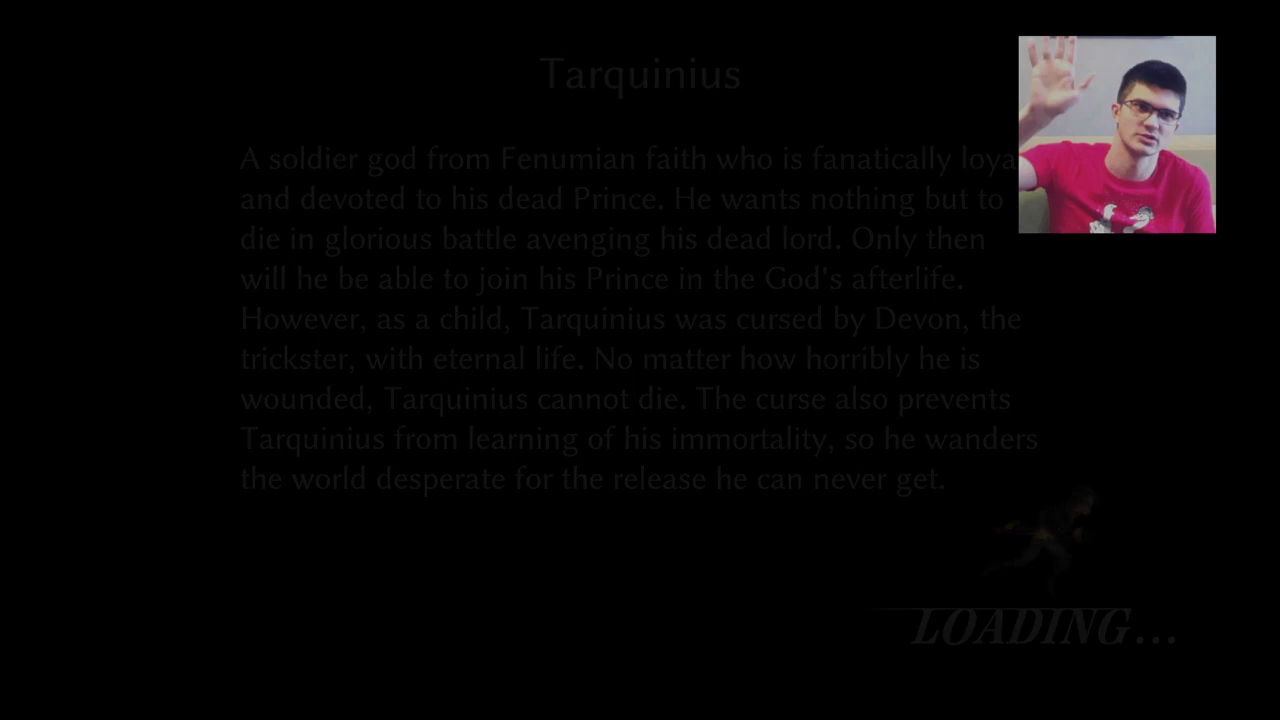 Tarquinius
A soldier god from Fenumian faith who is fanatically loya
and devoted to his dead Prince. He wants nothing but to
die in glorious battle avenging his dead lord. Only then
will he be able to join his Prince in the God's afterlife.
However, as a child, Tarquinius was cursed by Devon, the
trickster, with eternal life. No matter how horribly he is
wounded, Tarquinius cannot die. The curse also prevents
Tarquinius from learning of his immortality, so he wanders
the world desperate for the release he can never get.
LOADING...